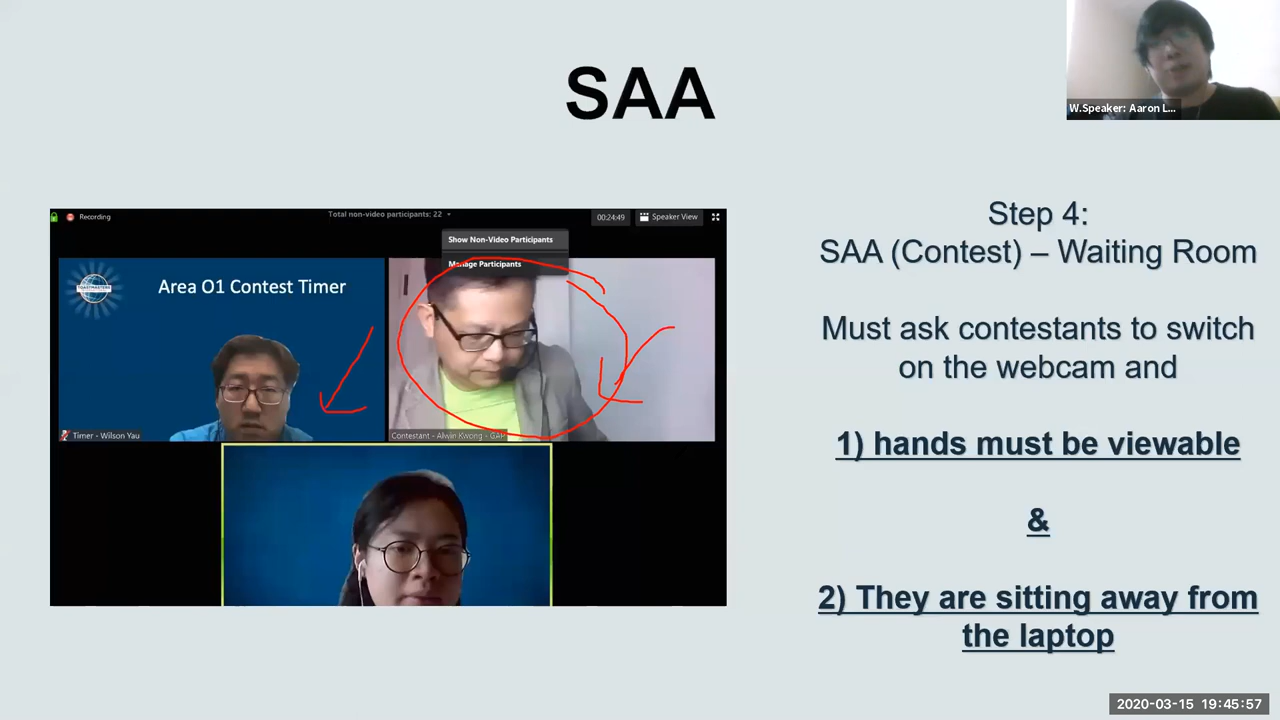 SAA
W.Speaker: Aaron L...
Recording
Total non-video participants: 22
00:24:49
Speaker View
Show Non-Video Participants
Manage Participants
TOASTMASTERS
Area O1 Contest Timer
Timer - Wilson Yau
Contestant - Alwin Kwong - GAP
Step 4:
SAA (Contest) – Waiting Room
Must ask contestants to switch
on the webcam and
1) hands must be viewable
&
2) They are sitting away from
the laptop
2020-03-15 19:45:57